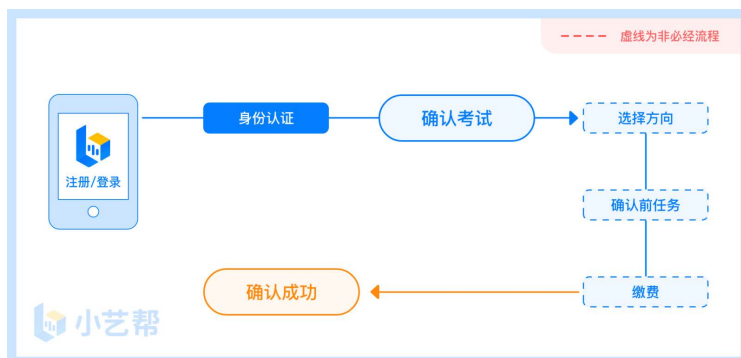 虚线为非必经流程
身份认证
确认考试
选择方向
注册/登录
确认前任务
确认成功
缴费
小艺帮